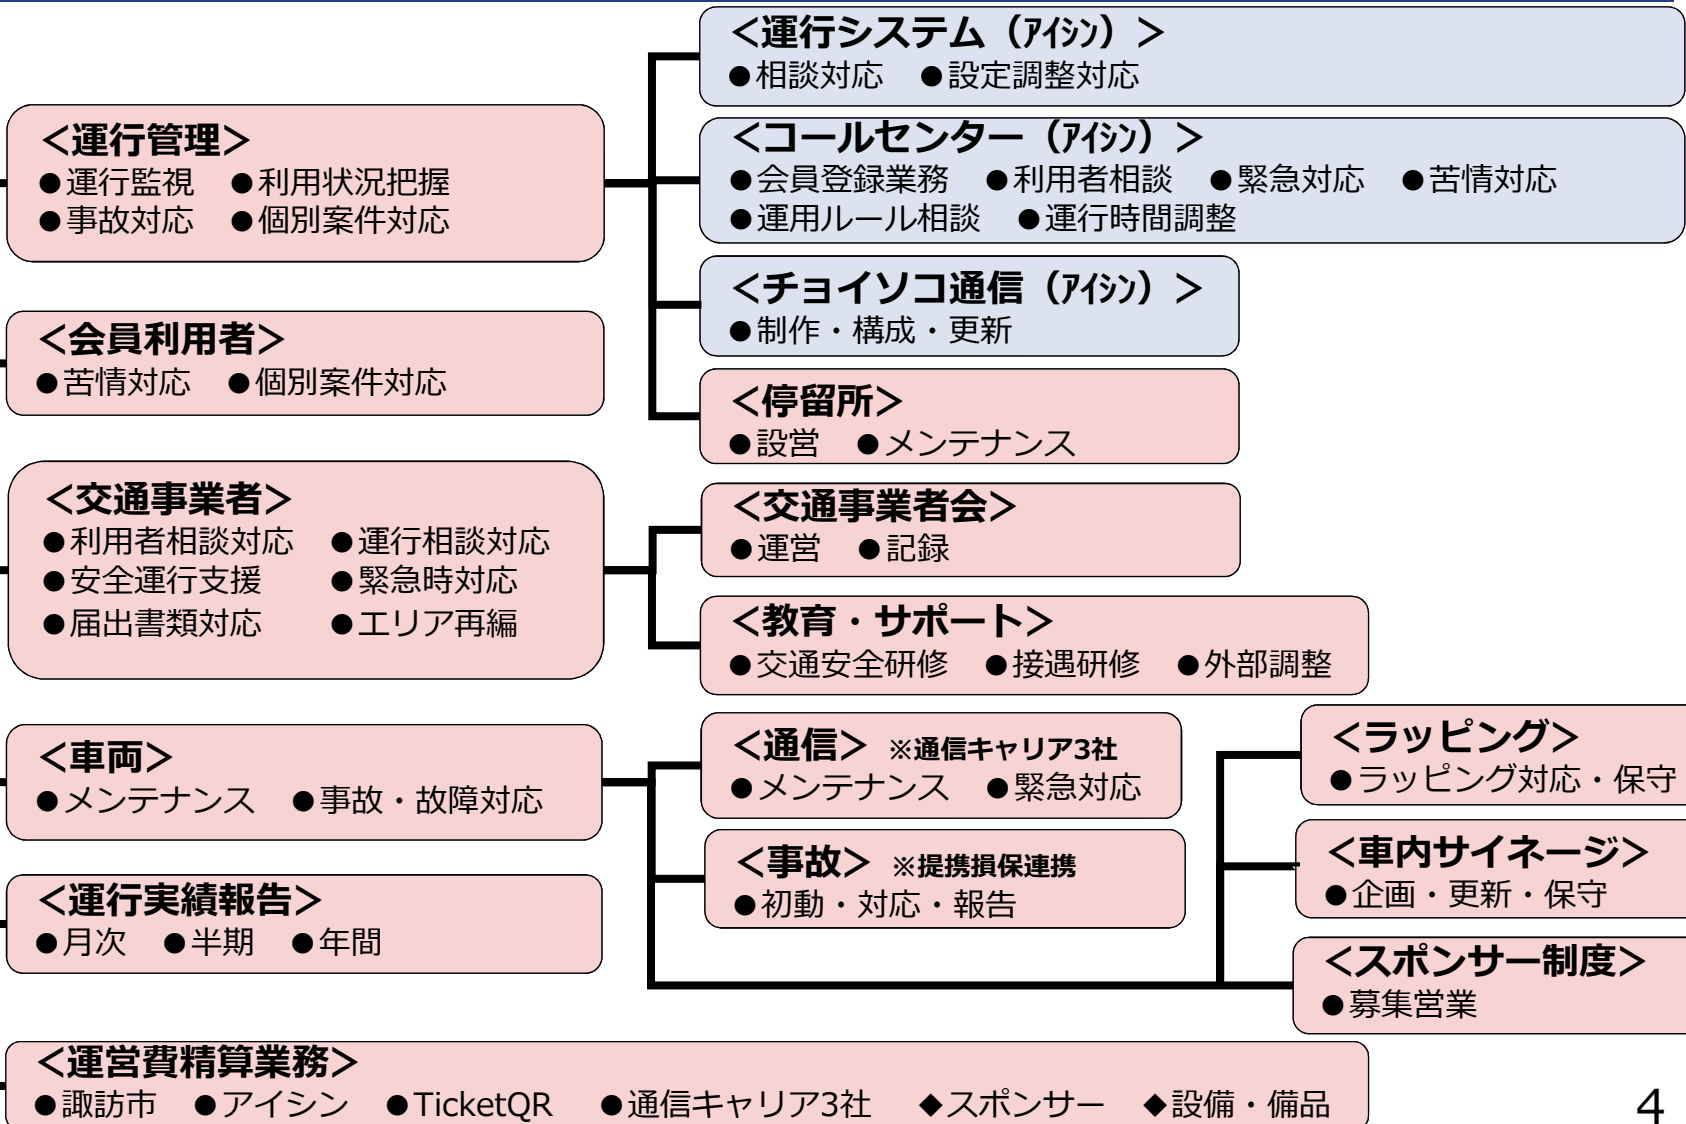 <運行管理>
●運行監視 ●利用状況把握
●事故対応 ●個別案件対応
<会員利用者>
●苦情対応 ●個別案件対応
<交通事業者>
●利用者相談対応 ●運行相談対応
●安全運行支援 ●緊急時対応
●届出書類対応 ●エリア再編
<車両>
●メンテナンス ●事故・故障対応
<運行実績報告>
●月次 ●半期 ●年間
<運営費精算業務>
●諏訪市 ●アイシン ●TicketQR ●通信キャリア3社 ◆スポンサー ◆設備・備品
<運行システム（ｱｲｼﾝ）>
●相談対応 ●設定調整対応
<コールセンター（ｱｲｼﾝ）>
●会員登録業務 ●利用者相談 ●緊急対応 ●苦情対応
●運用ルール相談 ●運行時間調整
<チョイソコ通信（ｱｲｼﾝ）>
●制作・構成・更新
<停留所>
●設営 ●メンテナンス
<交通事業者会>
●運営 ●記録
<教育・サポート>
●交通安全研修 ●接遇研修 ●外部調整
<通信> ※通信キャリア3社
●メンテナンス ●緊急対応
<事故> ※提携損保連携
●初動・対応・報告
<ラッピング>
●ラッピング対応・保守
<車内サイネージ>
●企画・更新・保守
<スポンサー制度>
●募集営業
4